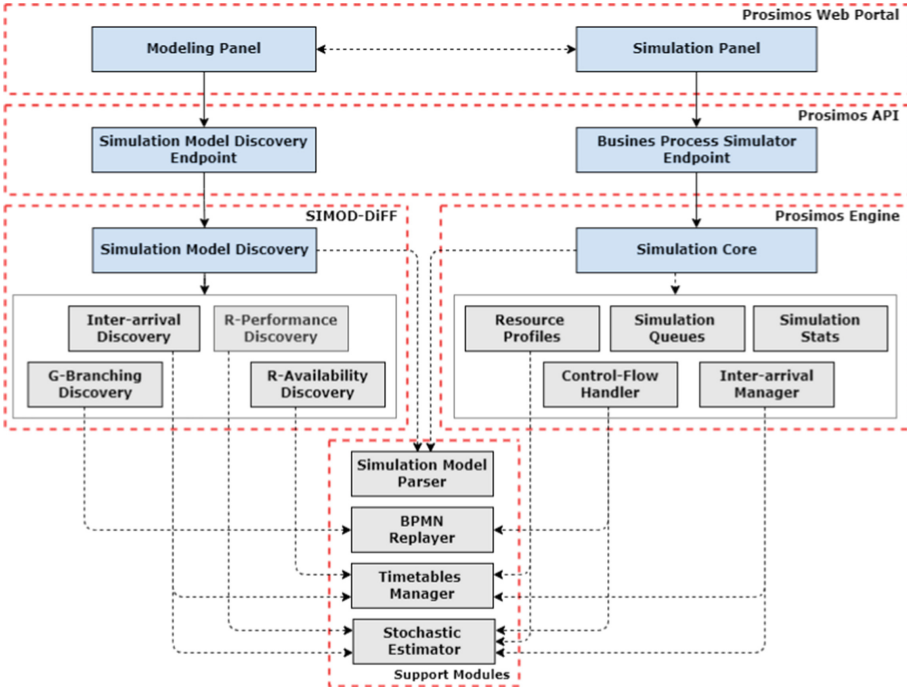 Prosimos Web Portal
Modeling Panel
Simulation Panel
Prosimos API
Simulation Model Discovery
Endpoint
Busines Process Simulator
Endpoint
SIMOD-DiFF
Prosimos Engine
Simulation Model Discovery
Simulation Core
Inter-arrival
Discovery
R-Performance
Discovery
G-Branching
Discovery
R-Availability
Discovery
Resource
Profiles
Simulation
Queues
Simulation
Stats
Control-Flow
Handler
Inter-arrival
Manager
Simulation Model
Parser
BPMN
Replayer
Timetables
Manager
Stochastic
Estimator
Support Modules